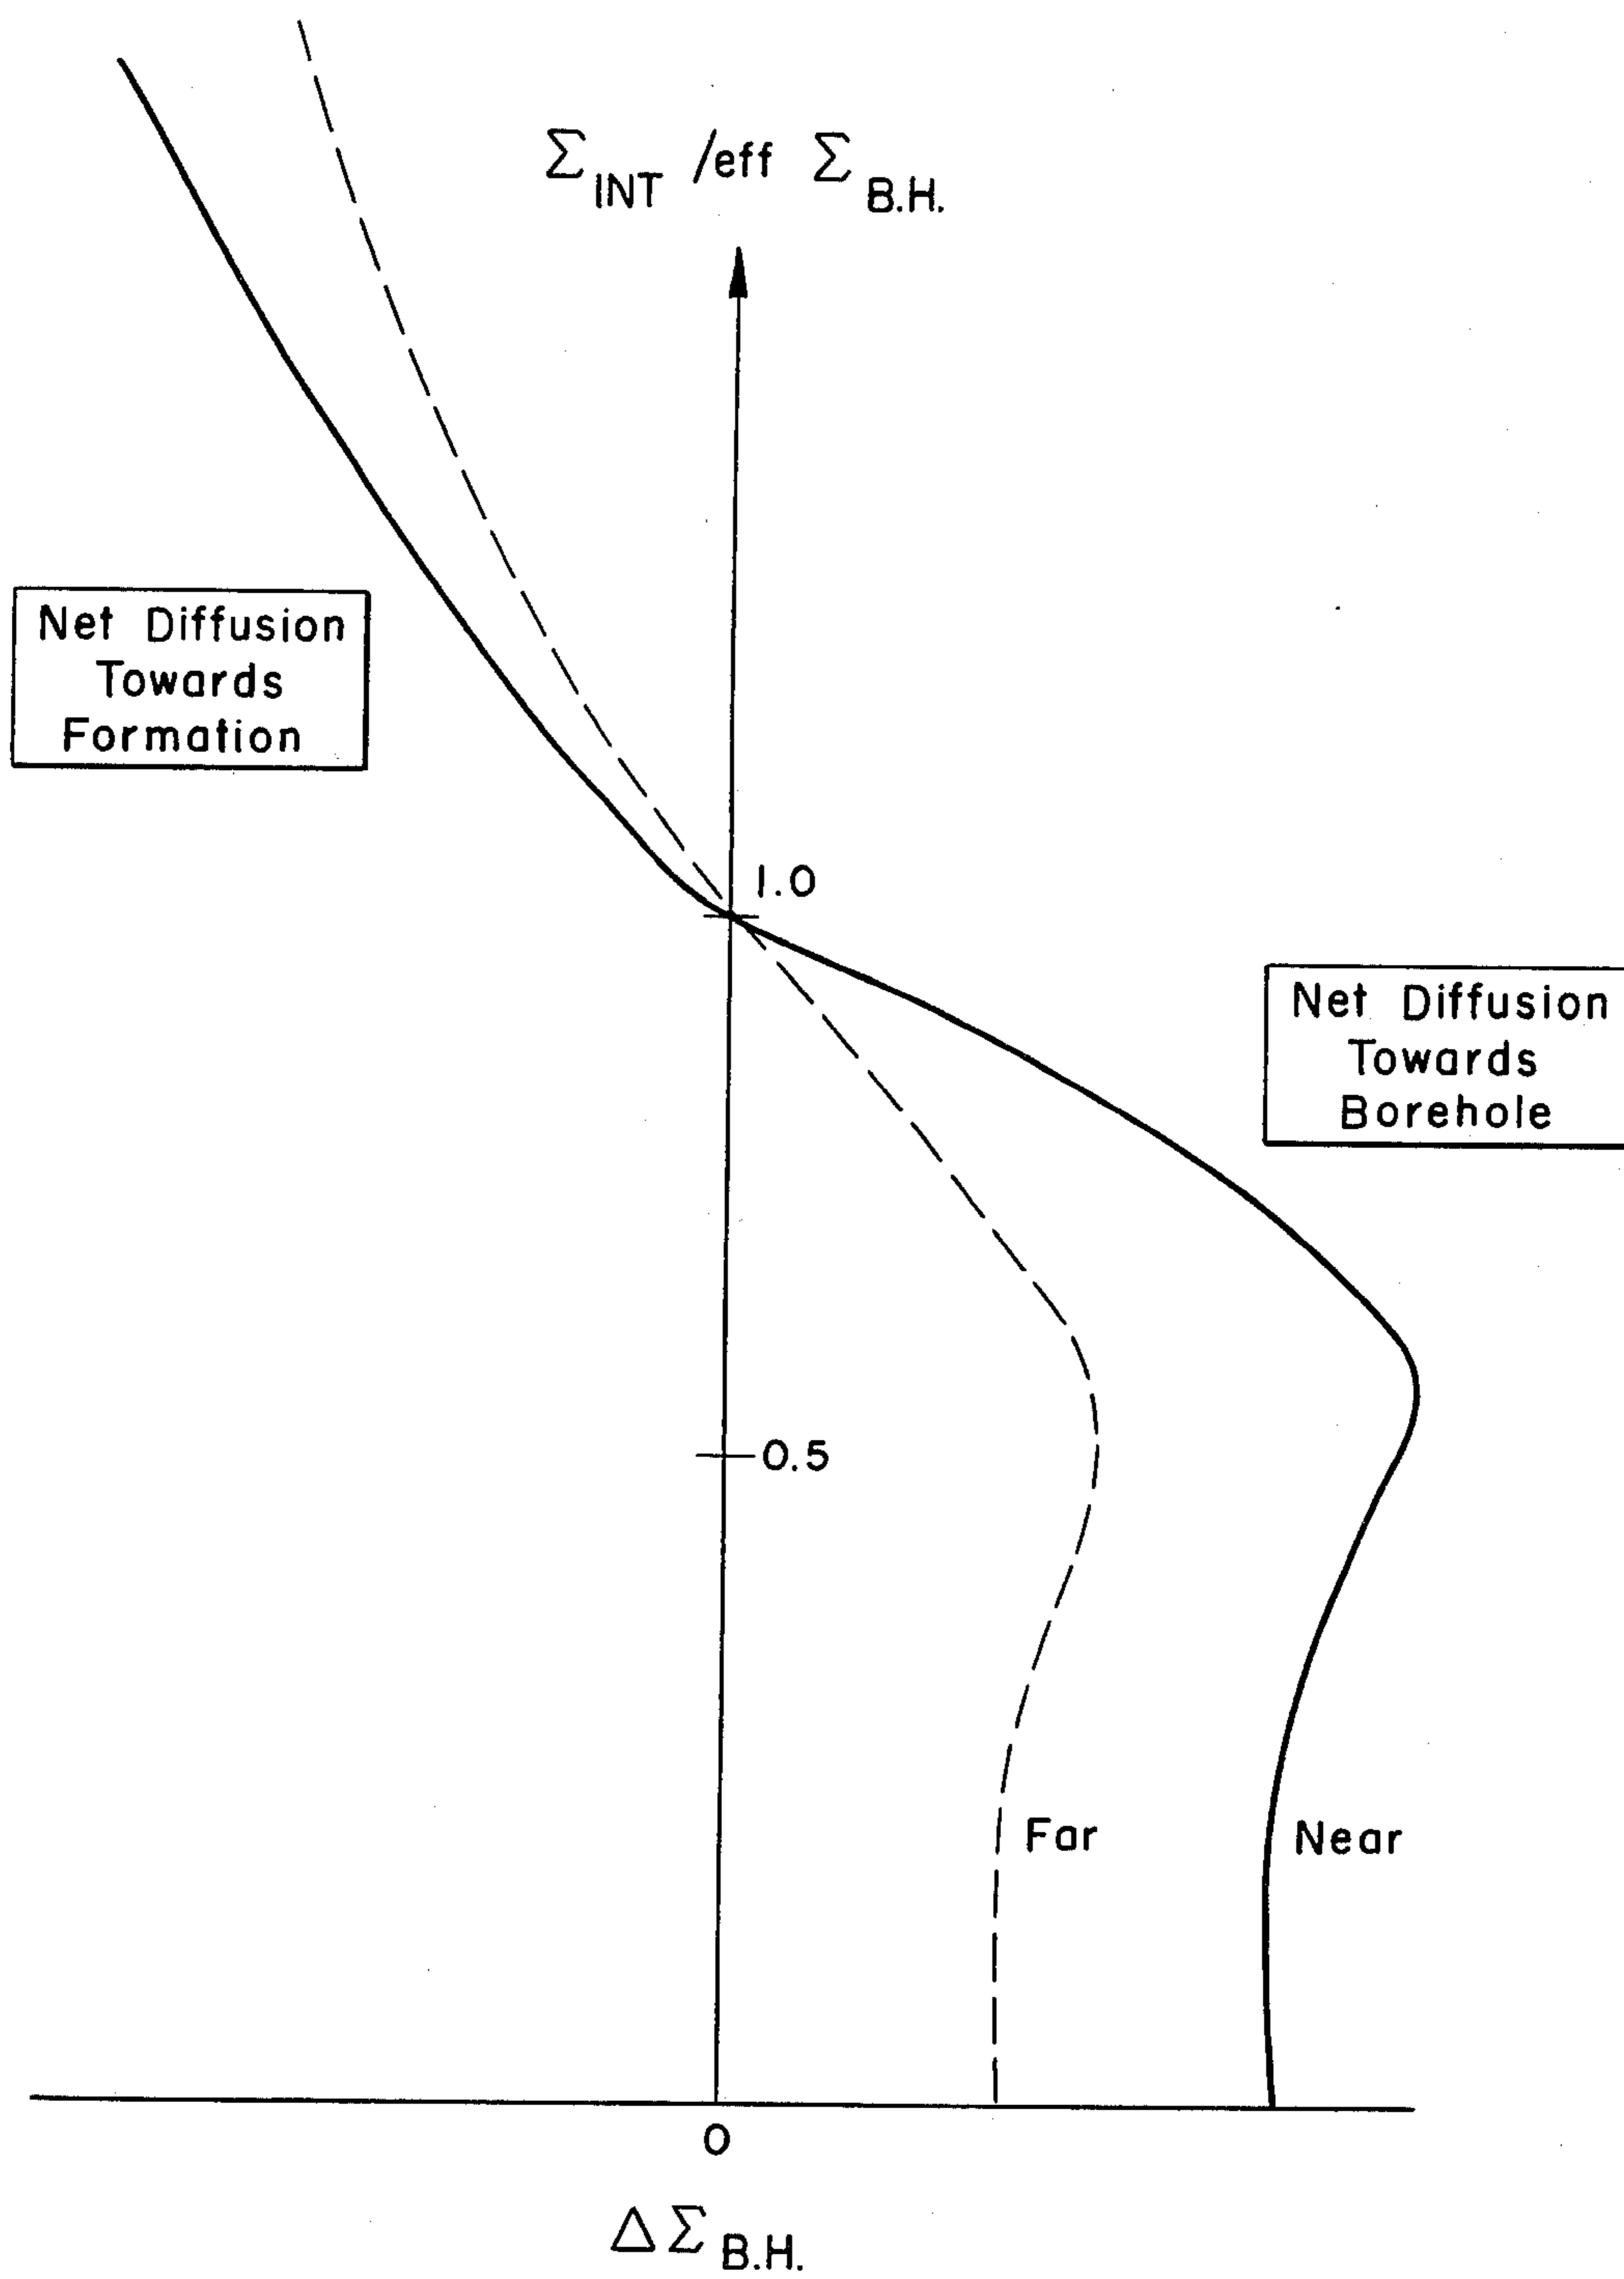 Σ INT /eff Σ B.H.
Net Diffusion
Towards
Formation
1.0
Net Diffusion
Towards
Borehole
0.5
Far
Near
0
ΔΣ B.H.